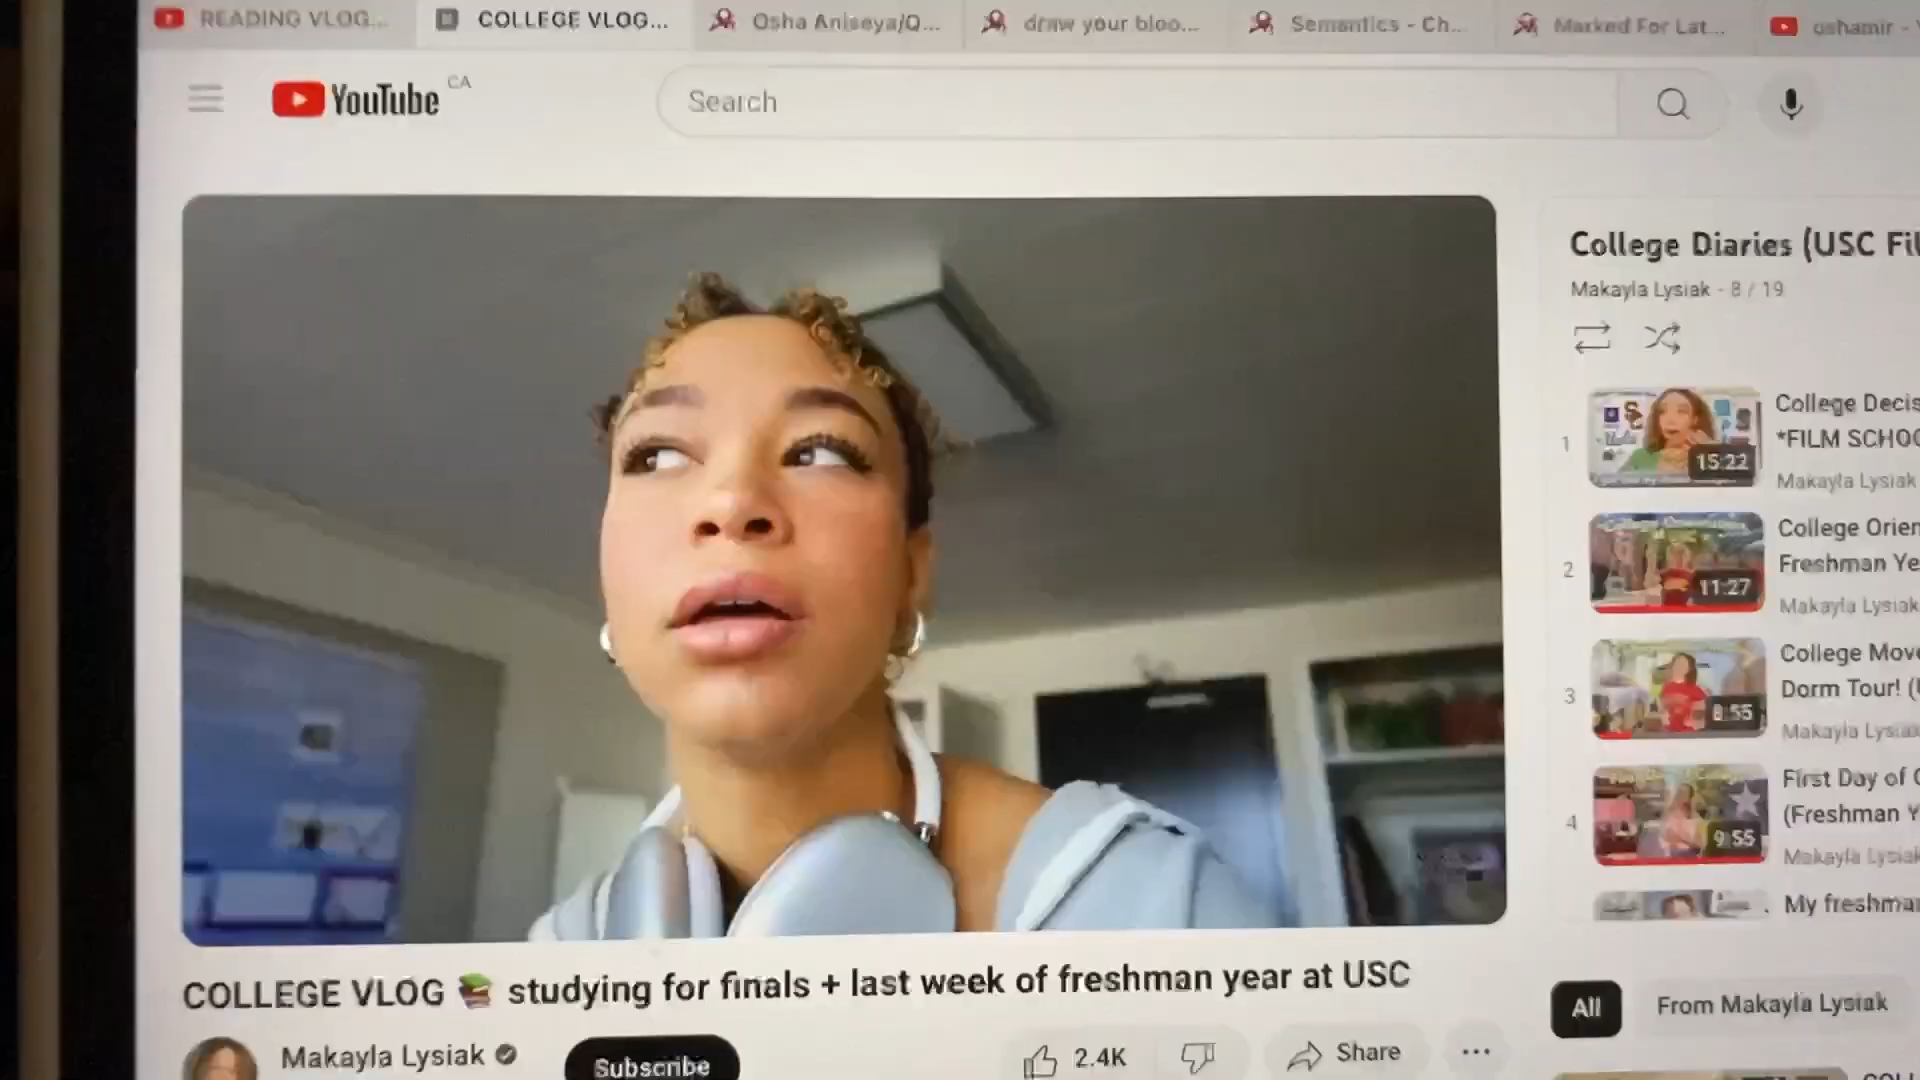 READING VLOG...
COLLEGE VLOG...
Osha Aniseya/Q...
draw your bloo...
Semantics - Ch...
Marked For Lat...
oshamir -
YouTube CA
Search
College Diaries (USC Fil
Makayla Lysiak - 8 / 19
1
15:22
College Decis
*FILM SCHOO
Makayla Lysiak
2
11:27
College Orien
Freshman Ye
Makayla Lysiak
3
8:55
College Move
Dorm Tour! (
Makayla Lysiak
4
9:55
First Day of C
(Freshman Y
Makayla Lysiak
My freshman
COLLEGE VLOG 📚 studying for finals + last week of freshman year at USC
Makayla Lysiak
Subscribe
2.4K
Share
All
From Makayla Lysiak